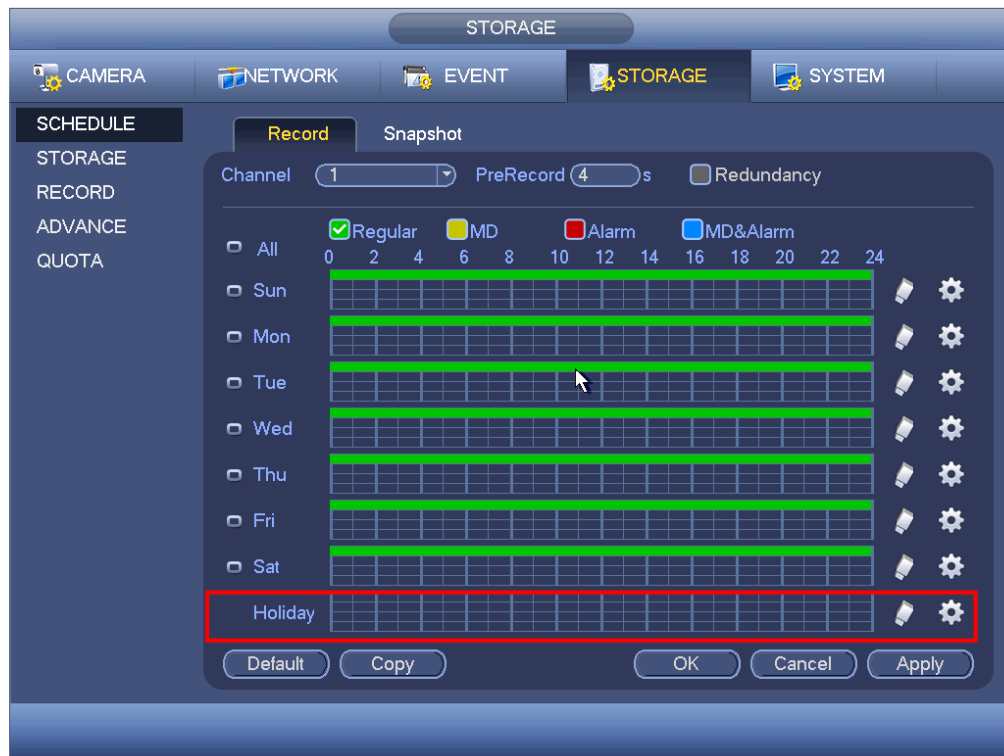 STORAGE
CAMERA NETWORK EVENT STORAGE SYSTEM
SCHEDULE
STORAGE
RECORD
ADVANCE
QUOTA
Record Snapshot
Channel 1 PreRecord 4 s Redundancy
Regular MD Alarm MD&Alarm
All 0 2 4 6 8 10 12 14 16 18 20 22 24
Sun
Mon
Tue
Wed
Thu
Fri
Sat
Holiday
Default Copy OK Cancel Apply